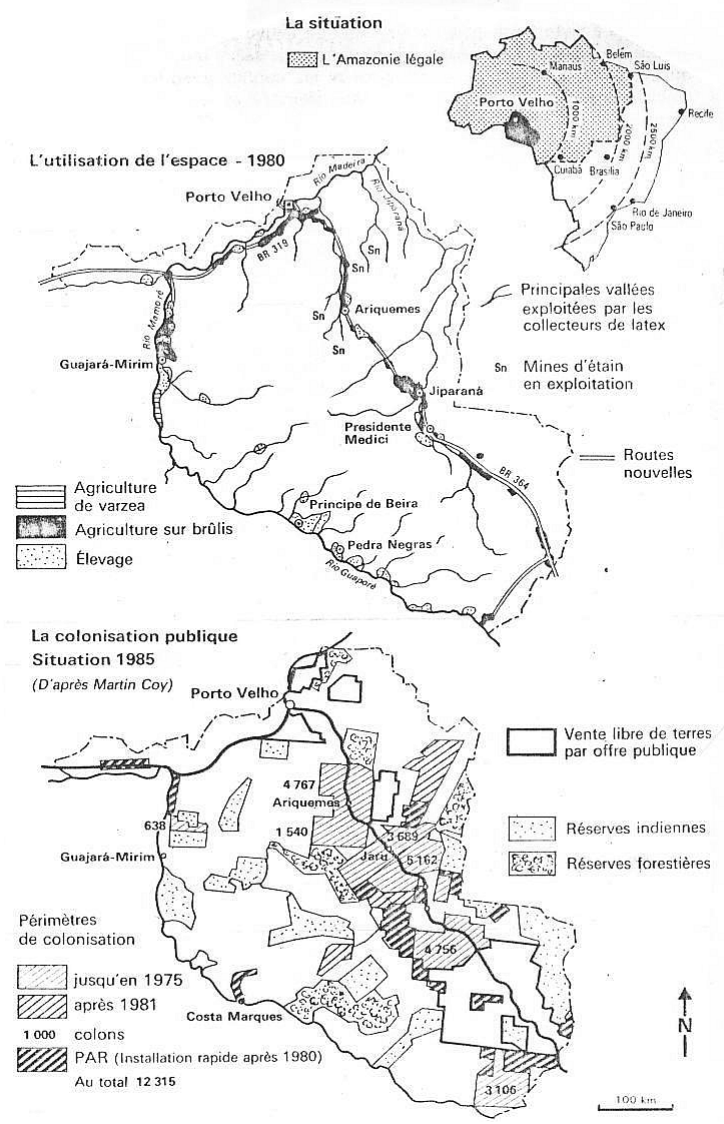 La situation
L'Amazonie légale
Manaus
Belém
São Luis
Porto Velho
1000 km
2000 km
2500 km
Recife
Cuiabá
Brasilia
Rio de Janeiro
São Paulo
L'utilisation de l'espace - 1980
Rio Madeira
Rio Jiparaná
Porto Velho
BR 319
Sn
Sn
Sn
Sn
Ariquemes
Rio Mamoré
Guajará-Mirim
Jiparaná
Presidente
Medici
BR 364
Principe de Beira
Pedra Negras
Rio Guaporé
Principales vallées
exploitées par les
collecteurs de latex
Sn Mines d'étain
en exploitation
Routes
nouvelles
Agriculture
de varzea
Agriculture sur brûlis
Élevage
La colonisation publique
Situation 1985
(D'après Martin Coy)
Porto Velho
4 767
Ariquemes
1 540
638
3 689
Jaru
5 162
Guajará-Mirim
4 756
Costa Marques
3 106
Vente libre de terres
par offre publique
Réserves indiennes
Réserves forestières
Périmètres
de colonisation
jusqu'en 1975
après 1981
1 000 colons
PAR (Installation rapide après 1980)
Au total 12 315
N
100 km